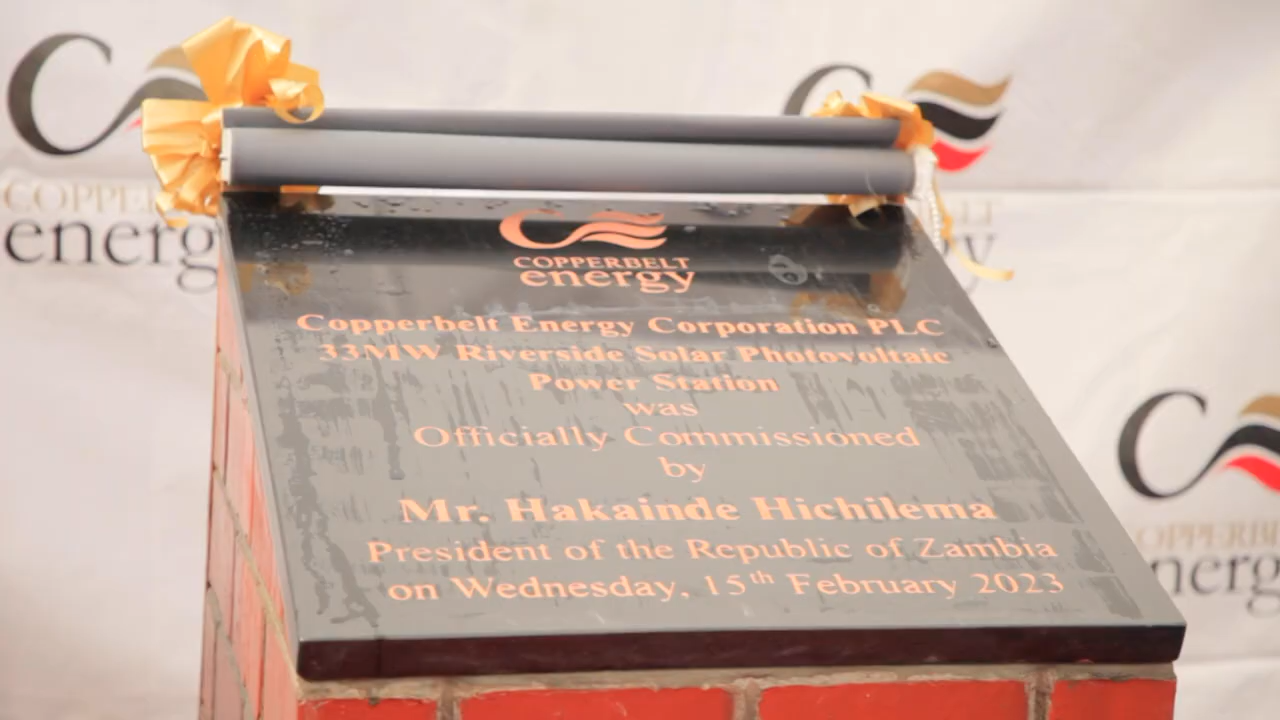 COPPERBELT
energy
Copperbelt Energy Corporation PLC
33MW Riverside Solar Photovoltaic
Power Station
was
Officially Commissioned
by
Mr. Hakainde Hichilema
President of the Republic of Zambia
on Wednesday, 15th February 2023
energy